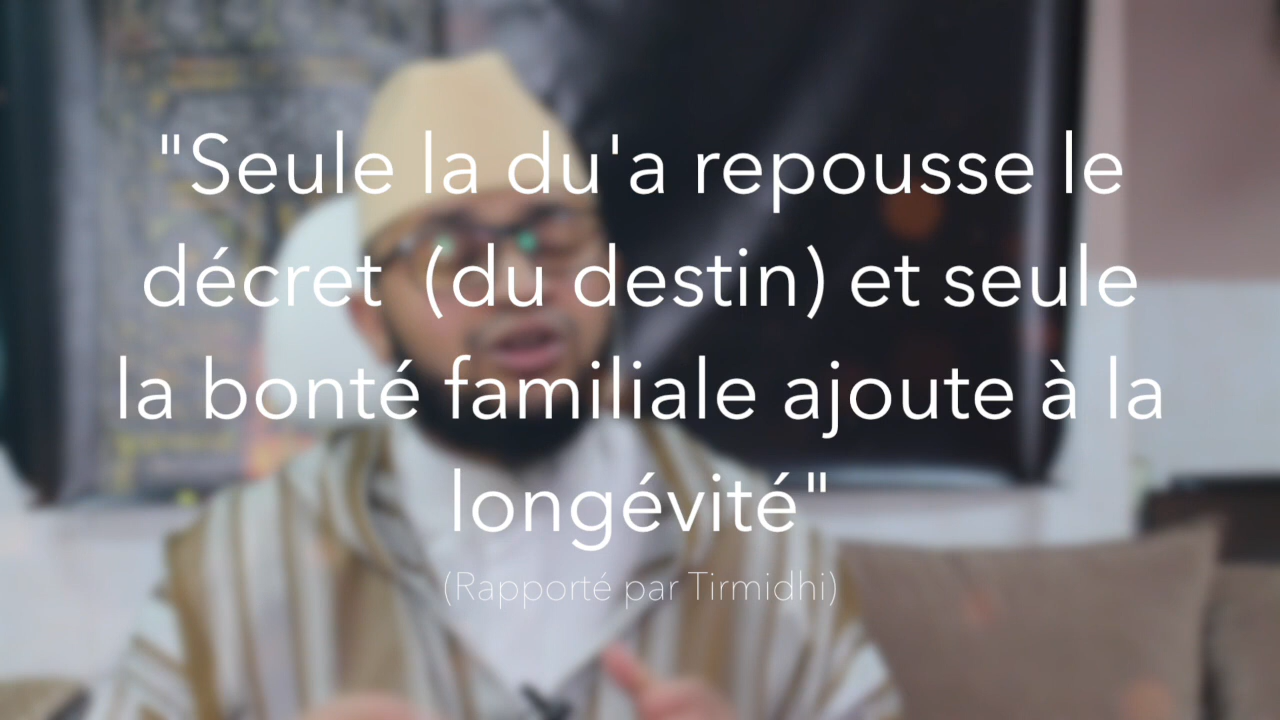 "Seule la du'a repousse le
décret (du destin) et seule
la bonté familiale ajoute à la
longévité"
(Rapporté par Tirmidhi)